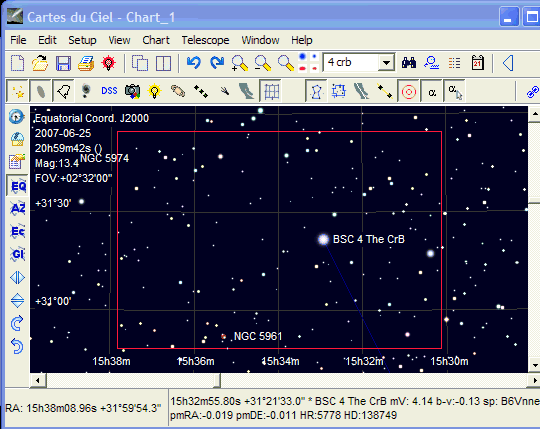 Cartes du Ciel - Chart_1
File Edit Setup Chart Telescope Window Help
4 crb
DSS
21
α α
Equatorial Coord. J2000
2007-06-25
20h59m42s ()
Mag:13.4
NGC 5974
FOV:+02°32'00"
EQ
+31°30'
AZ
BSC 4 The CrB
Ec
Gl
+31°00'
NGC 5961
15h38m 15h36m 15h34m 15h32m 15h30m
RA: 15h38m08.96s +31°59'54.3"
15h32m55.80s +31°21'33.0" * BSC 4 The CrB mV: 4.14 b-v:-0.13 sp: B6Vnne
pmRA:-0.019 pmDE:-0.011 HR:5778 HD:138749